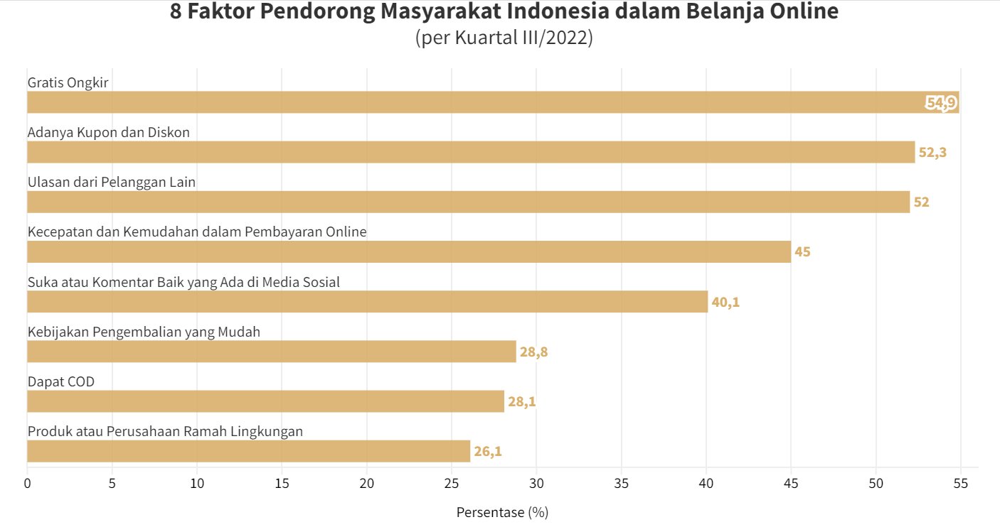 8 Faktor Pendorong Masyarakat Indonesia dalam Belanja Online
(per Kuartal III/2022)
Gratis Ongkir
54,9
Adanya Kupon dan Diskon
52,3
Ulasan dari Pelanggan Lain
52
Kecepatan dan Kemudahan dalam Pembayaran Online
45
Suka atau Komentar Baik yang Ada di Media Sosial
40,1
Kebijakan Pengembalian yang Mudah
28,8
Dapat COD
28,1
Produk atau Perusahaan Ramah Lingkungan
26,1
0 5 10 15 20 25 30 35 40 45 50 55
Persentase (%)